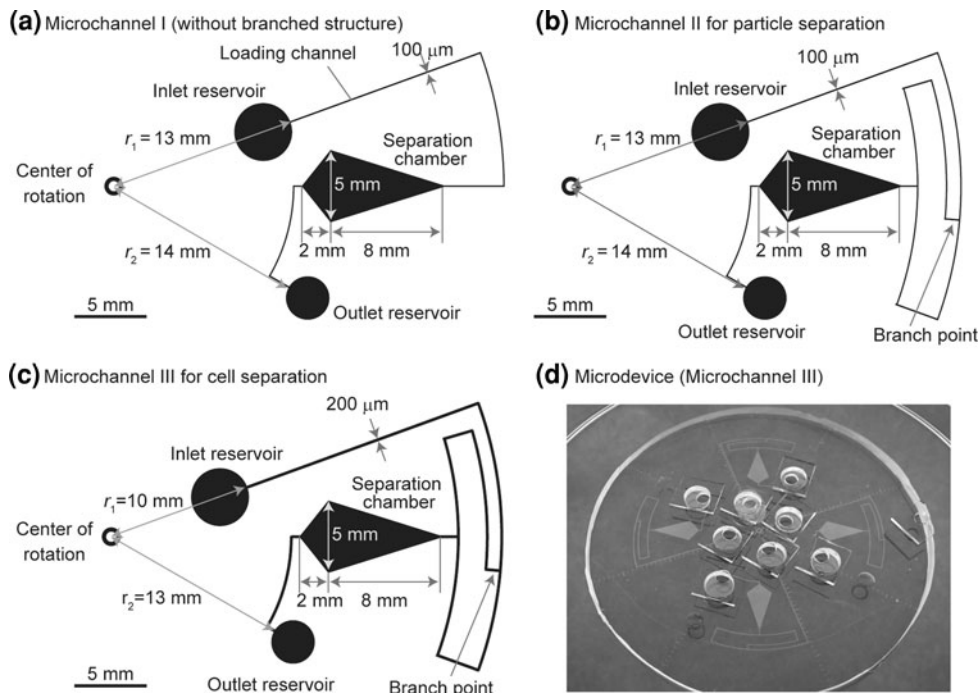 (a) Microchannel I (without branched structure)
Loading channel
100 μm
Inlet reservoir
r1 = 13 mm
Separation
chamber
Center of
rotation
5 mm
2 mm
8 mm
r2 = 14 mm
5 mm
Outlet reservoir
(b) Microchannel II for particle separation
100 μm
Inlet reservoir
r1 = 13 mm
Separation
chamber
5 mm
2 mm
8 mm
r2 = 14 mm
5 mm
Outlet reservoir
Branch point
(c) Microchannel III for cell separation
200 μm
Inlet reservoir
r1=10 mm
Separation
chamber
Center of
rotation
5 mm
2 mm
8 mm
r2=13 mm
5 mm
Outlet reservoir
Branch point
(d) Microdevice (Microchannel III)